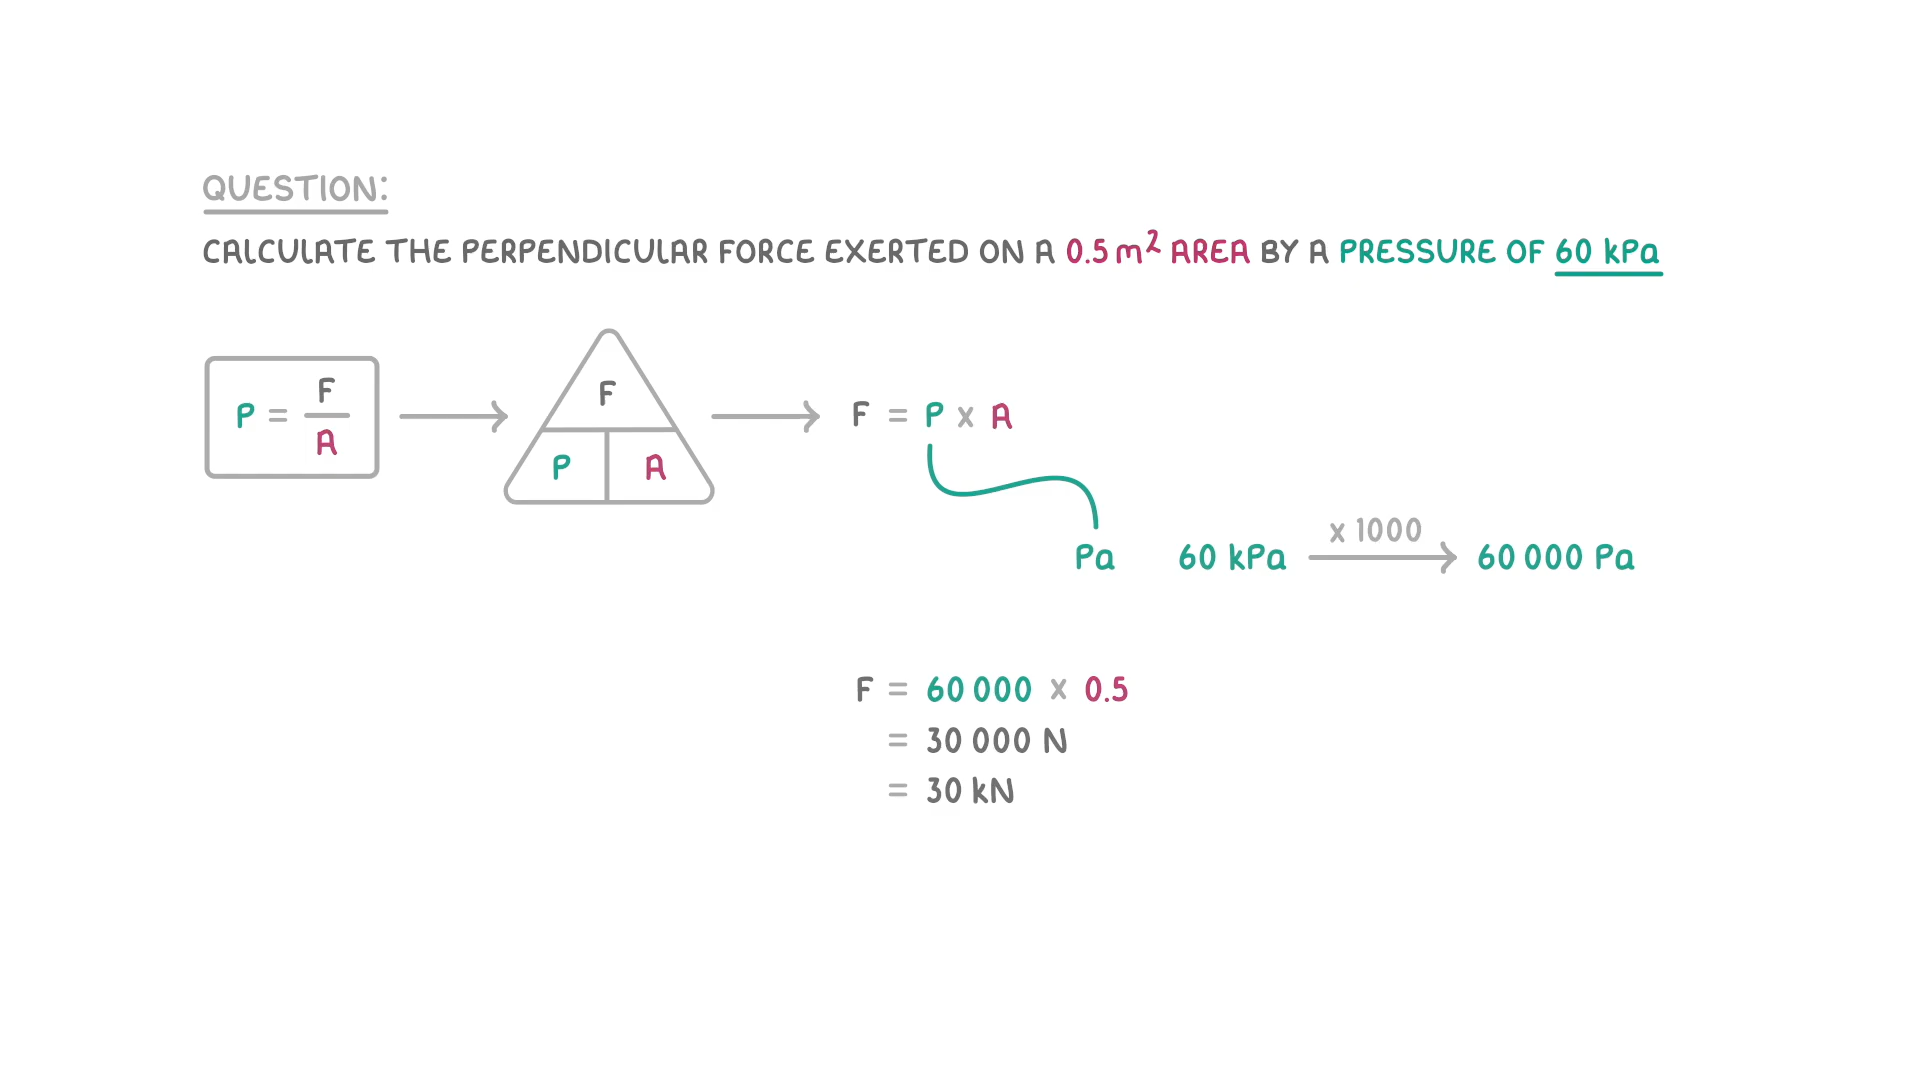 QUESTION:
CALCULATE THE PERPENDICULAR FORCE EXERTED ON A 0.5 m² AREA BY A PRESSURE OF 60 kPa
P = F / A
F
P A
F = P x A
Pa 60 kPa x 1000 60 000 Pa
F = 60 000 x 0.5
= 30 000 N
= 30 kN